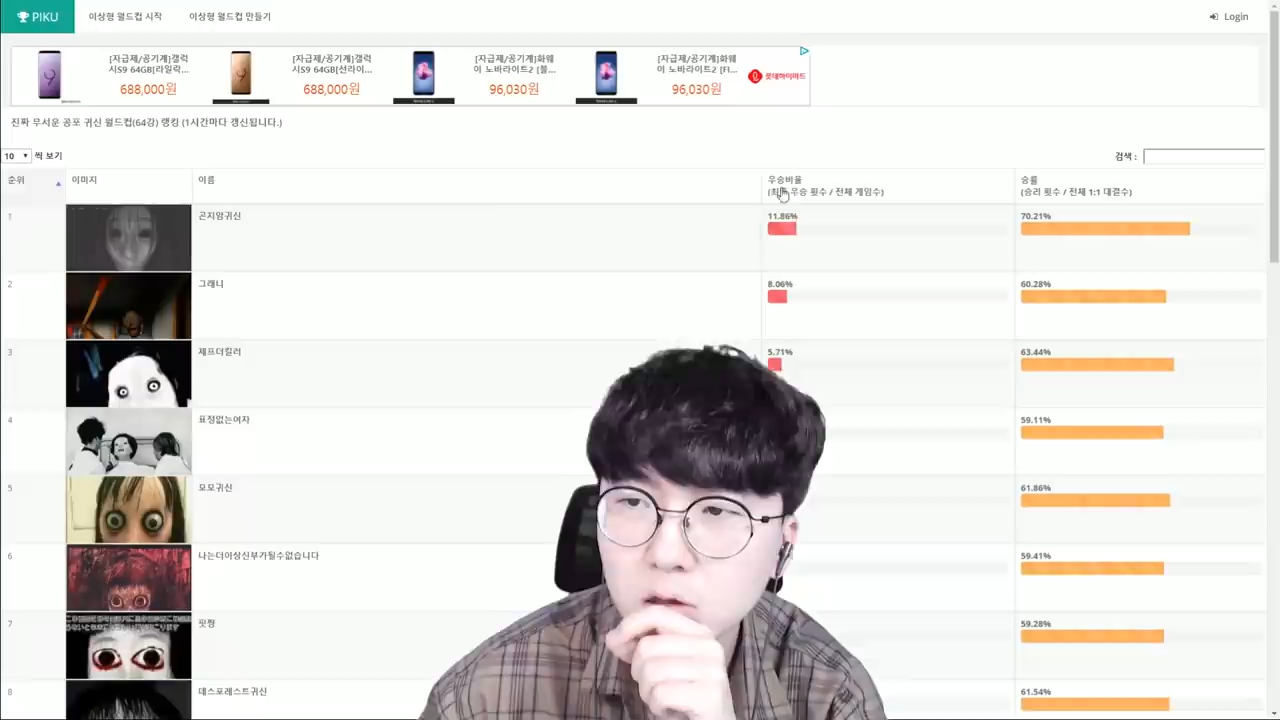 PIKU
이상형 월드컵 시작
이상형 월드컵 만들기
Login
[자급제/공기계]갤럭
시S9 64GB[라일락...
688,000원
[자급제/공기계]갤럭
시S9 64GB[선라이...
688,000원
[자급제/공기계]화웨
이 노바라이트2 [블...
96,030원
[자급제/공기계]화웨
이 노바라이트2 [FI...
96,030원
롯데하이마트
진짜 무서운 공포 귀신 월드컵(64강) 랭킹 (1시간마다 갱신됩니다.)
10 씩 보기
검색 :
순위
이미지
이름
우승비율
우승 횟수 / 전체 게임수)
승률
(승리 횟수 / 전체 1:1 대결수)
1
곤지암귀신
11.86%
70.21%
2
그래니
8.06%
60.28%
3
제프더킬러
5.71%
63.44%
4
표정없는여자
59.11%
5
모모귀신
61.86%
6
나는더이상신부가될수없습니다
59.41%
7
핏짱
59.28%
8
데스포레스트귀신
61.54%